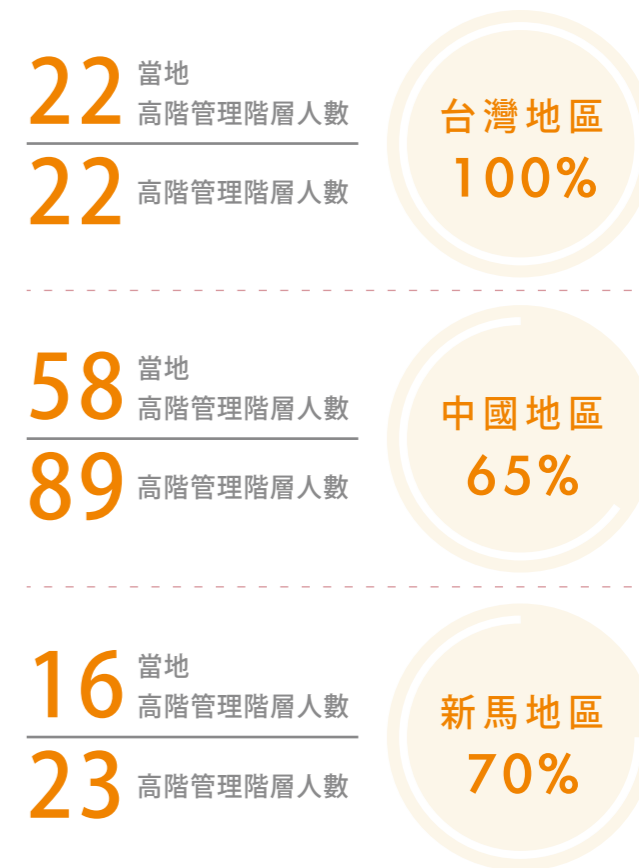 22 當地
高階管理階層人數
22 高階管理階層人數
台灣地區
100%
58 當地
高階管理階層人數
89 高階管理階層人數
中國地區
65%
16 當地
高階管理階層人數
23 高階管理階層人數
新馬地區
70%